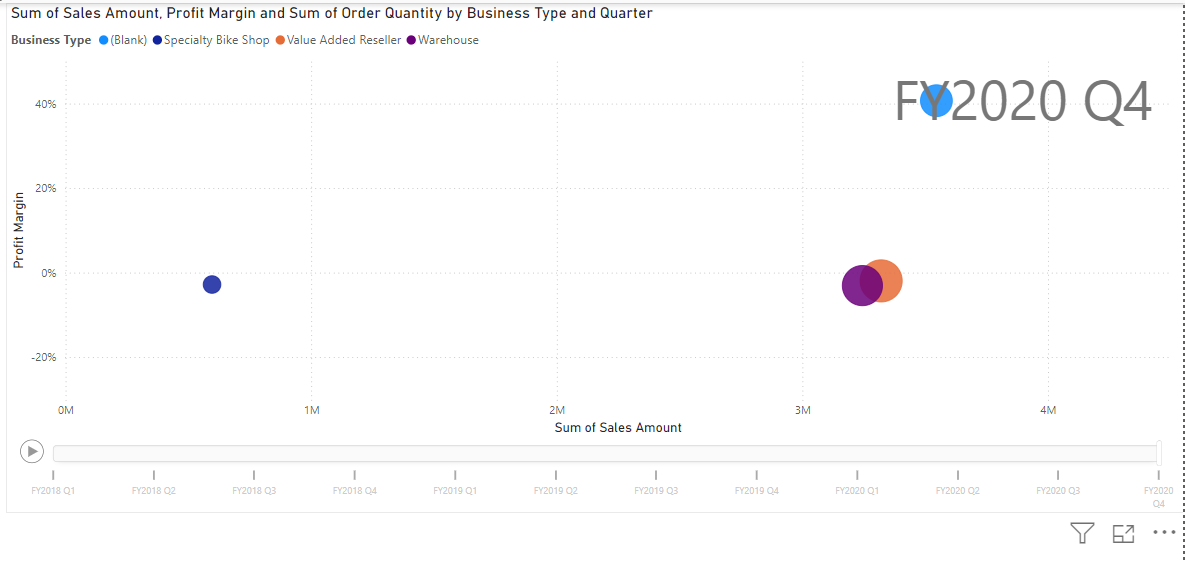 Sum of Sales Amount, Profit Margin and Sum of Order Quantity by Business Type and Quarter
Business Type (Blank) Specialty Bike Shop Value Added Reseller Warehouse
FY2020 Q4
40%
20%
0%
-20%
Profit Margin
0M 1M 2M 3M 4M
Sum of Sales Amount
FY2018 Q1 FY2018 Q2 FY2018 Q3 FY2018 Q4 FY2019 Q1 FY2019 Q2 FY2019 Q3 FY2019 Q4 FY2020 Q1 FY2020 Q2 FY2020 Q3 FY2020
Q4